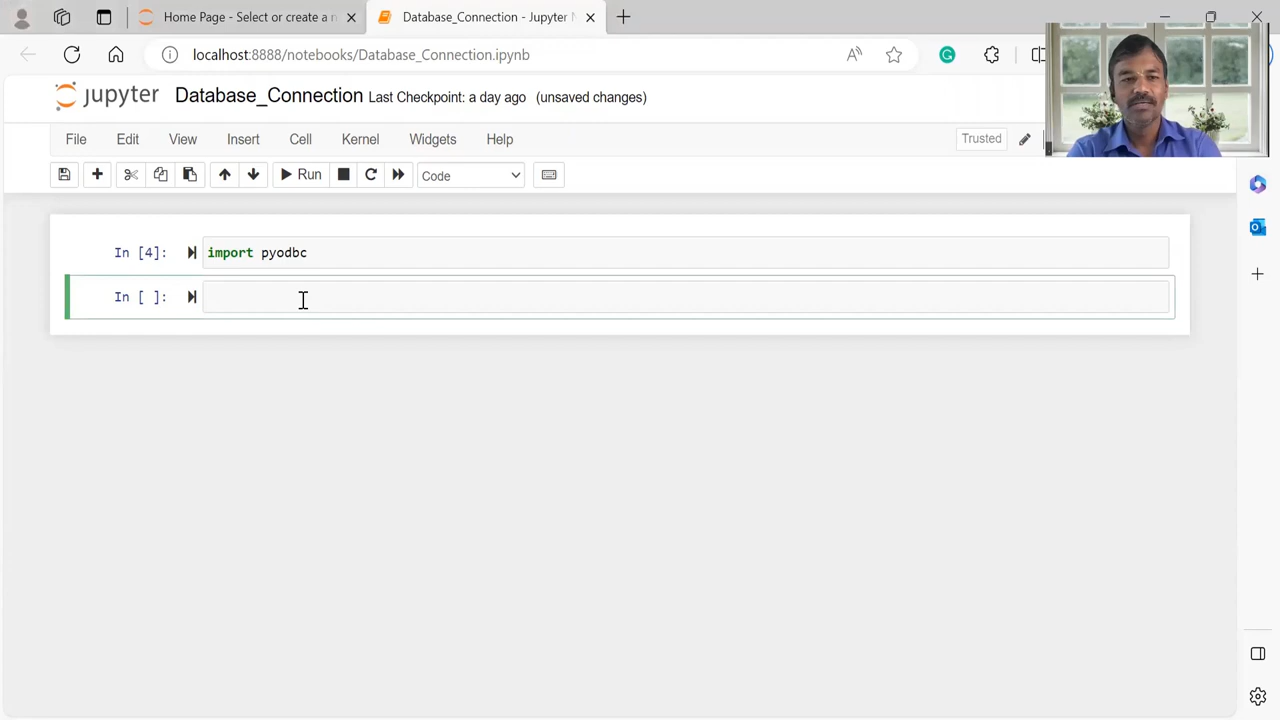 Home Page - Select or create a n
Database_Connection - Jupyter N
localhost:8888/notebooks/Database_Connection.ipynb
jupyter Database_Connection Last Checkpoint: a day ago (unsaved changes)
File Edit View Insert Cell Kernel Widgets Help Trusted
Run Code
In [4]: import pyodbc
In [ ]: